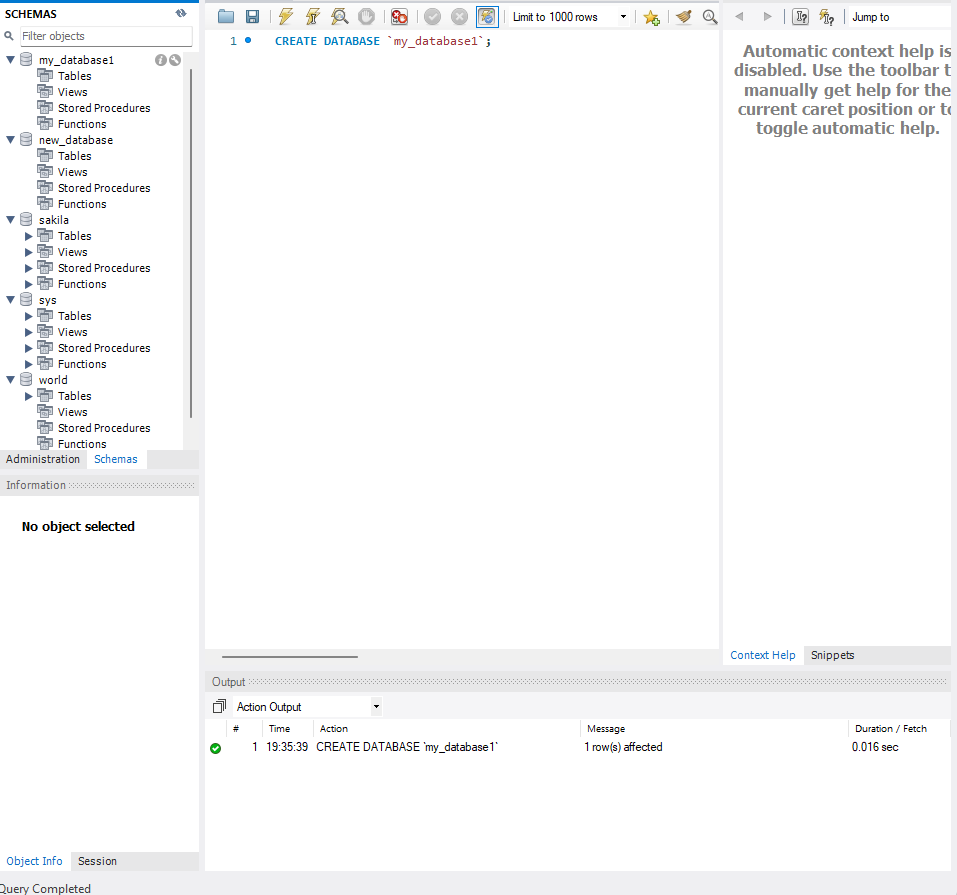 SCHEMAS
Filter objects
my_database1
Tables
Views
Stored Procedures
Functions
new_database
Tables
Views
Stored Procedures
Functions
sakila
Tables
Views
Stored Procedures
Functions
sys
Tables
Views
Stored Procedures
Functions
world
Tables
Views
Stored Procedures
Functions
Administration Schemas
Information
No object selected
Object Info Session
Query Completed
Limit to 1000 rows
1 CREATE DATABASE `my_database1`;
Jump to
Automatic context help is
disabled. Use the toolbar t
manually get help for the
current caret position or to
toggle automatic help.
Context Help Snippets
Output
Action Output
# Time Action Message Duration / Fetch
1 19:35:39 CREATE DATABASE `my_database1` 1 row(s) affected 0.016 sec